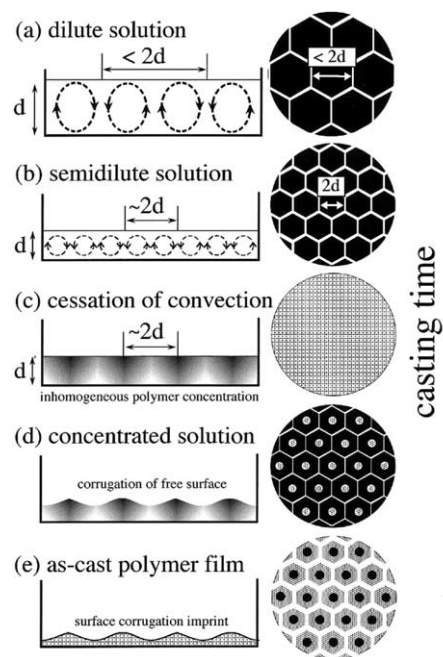 (a) dilute solution
< 2d
< 2d
d
(b) semidilute solution
~2d
2d
d
(c) cessation of convection
~2d
d
inhomogeneous polymer concentration
(d) concentrated solution
corrugation of free surface
(e) as-cast polymer film
surface corrugation imprint
casting time